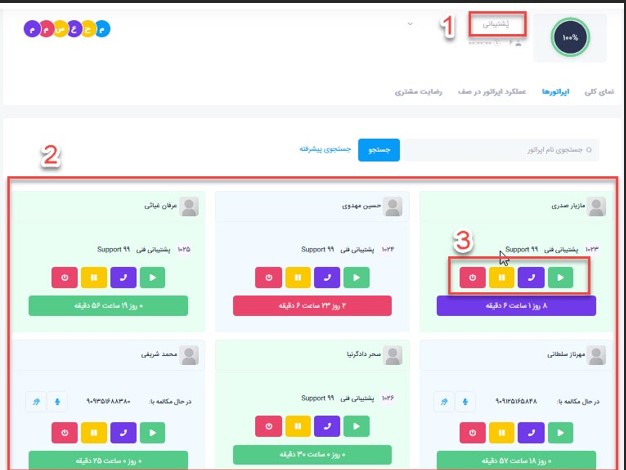 پشتیبانی
1
۱۰۰%
م ح س ع م م
نمای کلی
اپراتورها
عملکرد اپراتور در صف
رضایت مشتری
جستجوی نام اپراتور
جستجو
جستجوی پیشرفته
2
مازیار صدری
۱۰۲۳ پشتیبانی فنی Support 99
3
۸ روز ۱ ساعت ۶ دقیقه
حسین مهدوی
۱۰۲۴ پشتیبانی فنی Support 99
۲ روز ۲۳ ساعت ۶ دقیقه
عرفان غیاثی
۱۰۲۵ پشتیبانی فنی Support 99
۰ روز ۱۹ ساعت ۵۶ دقیقه
مهرناز سلطانی
در حال مکالمه با: ۹۰۹۱۲۵۱۶۵۸۴۸
۰ روز ۱۸ ساعت ۵۷ دقیقه
سحر دادگرنیا
۱۰۲۶ پشتیبانی فنی Support 99
۰ روز ۰ ساعت ۳۰ دقیقه
محمد شریفی
در حال مکالمه با: ۹۰۹۳۵۱۶۸۸۳۸۰
۰ روز ۰ ساعت ۲۵ دقیقه